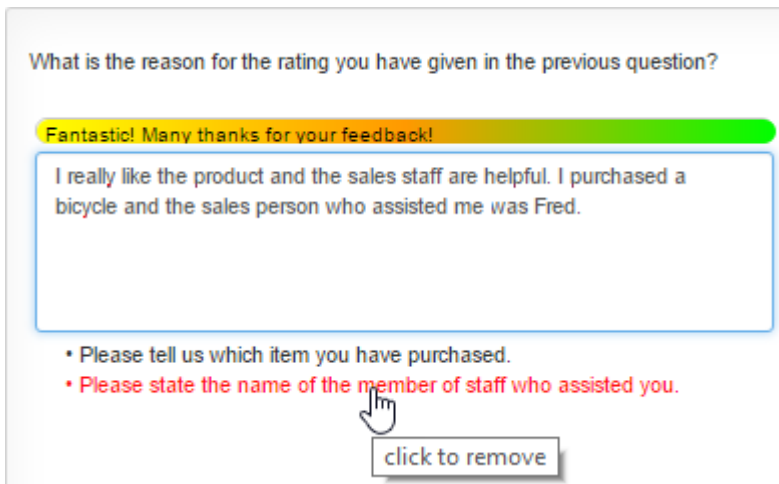 What is the reason for the rating you have given in the previous question?
Fantastic! Many thanks for your feedback!
I really like the product and the sales staff are helpful. I purchased a
bicycle and the sales person who assisted me was Fred.
• Please tell us which item you have purchased.
• Please state the name of the member of staff who assisted you.
click to remove